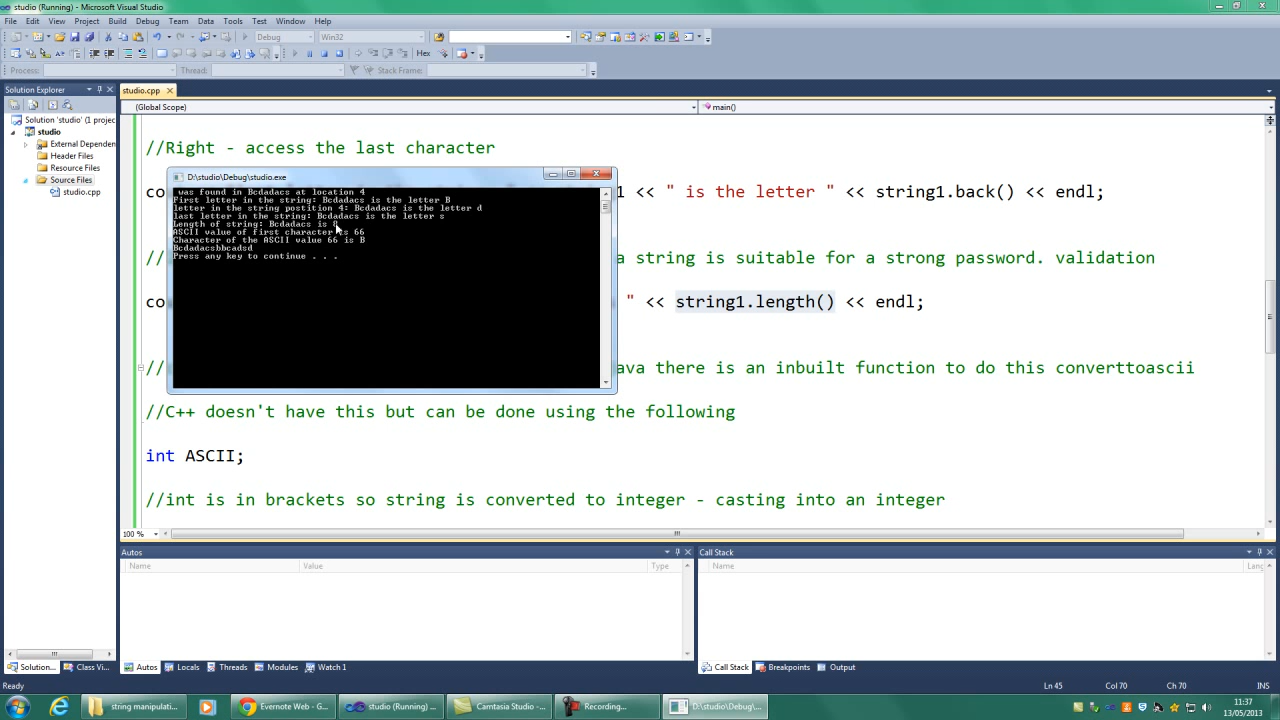 studio (Running) - Microsoft Visual Studio
File Edit View Project Build Debug Team Data Tools Test Window Help
Debug Win32
Hex
Process: Thread: Stack Frame:
Solution Explorer
studio.cpp
(Global Scope) main()
Solution 'studio' (1 projec
studio
External Dependen
Header Files
Resource Files
Source Files
studio.cpp
//Right - access the last character
co 1 << " is the letter " << string1.back() << endl;
// a string is suitable for a strong password. validation
co " << string1.length() << endl;
// ava there is an inbuilt function to do this converttoascii
//C++ doesn't have this but can be done using the following
int ASCII;
//int is in brackets so string is converted to integer - casting into an integer
D:\studio\Debug\studio.exe
was found in Bcdadacs at location 4
First letter in the string: Bcdadacs is the letter B
letter in the string postition 4: Bcdadacs is the letter d
last letter in the string: Bcdadacs is the letter s
Length of string: Bcdadacs is 8
ASCII value of first character is 66
Character of the ASCII value 66 is B
Bcdadacsbbcadsd
Press any key to continue . . .
100 %
Autos
Name Value Type
Call Stack
Name Lang
Solution... Class Vi...
Autos Locals Threads Modules Watch 1
Call Stack Breakpoints Output
Ready Ln 45 Col 70 Ch 70 INS
string manipulati... Evernote Web - G... studio (Running) ... Camtasia Studio - ... Recording... D:\studio\Debug\...
11:37
13/05/2013